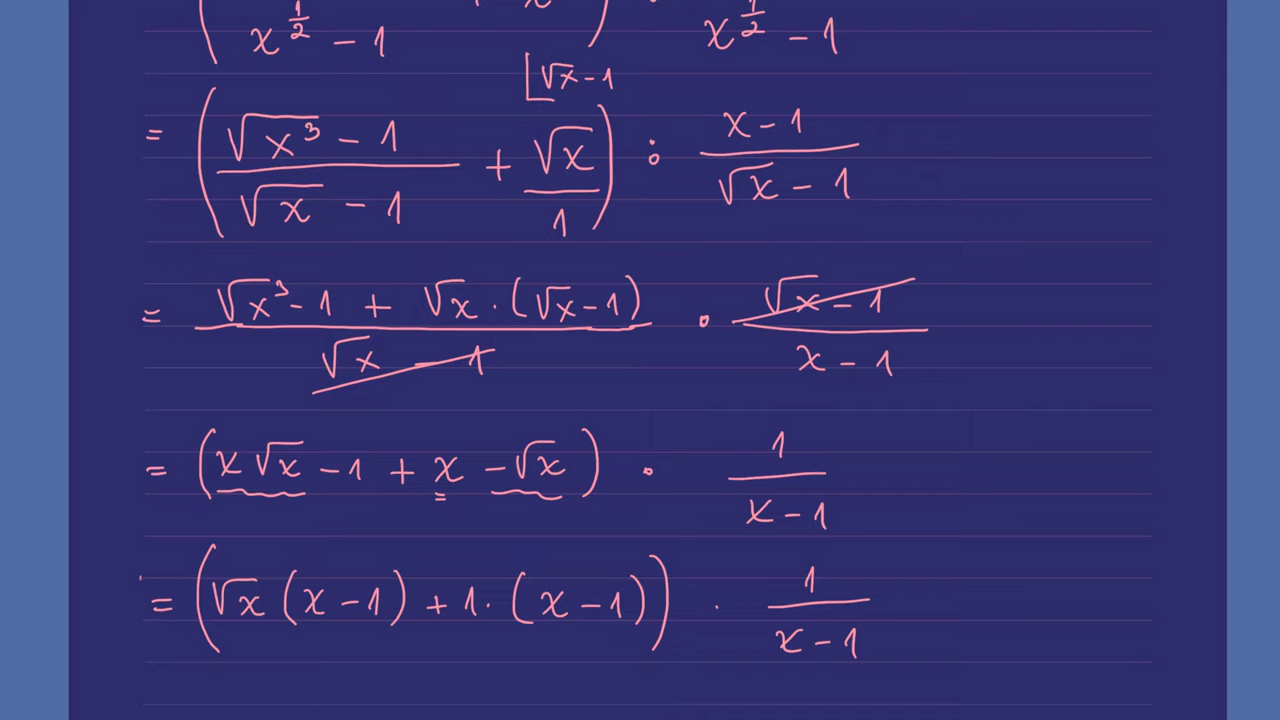 x^{1/2} - 1 ) x^{1/2} - 1
⌊√x - 1
= ( (√x³ - 1)/(√x - 1) + √x/1 ) : (x - 1)/(√x - 1)
= (√x³ - 1 + √x · (√x - 1))/(√x - 1) · (√x - 1)/(x - 1)
= (x√x - 1 + x - √x) · 1/(x - 1)
= (√x (x - 1) + 1 · (x - 1)) · 1/(x - 1)